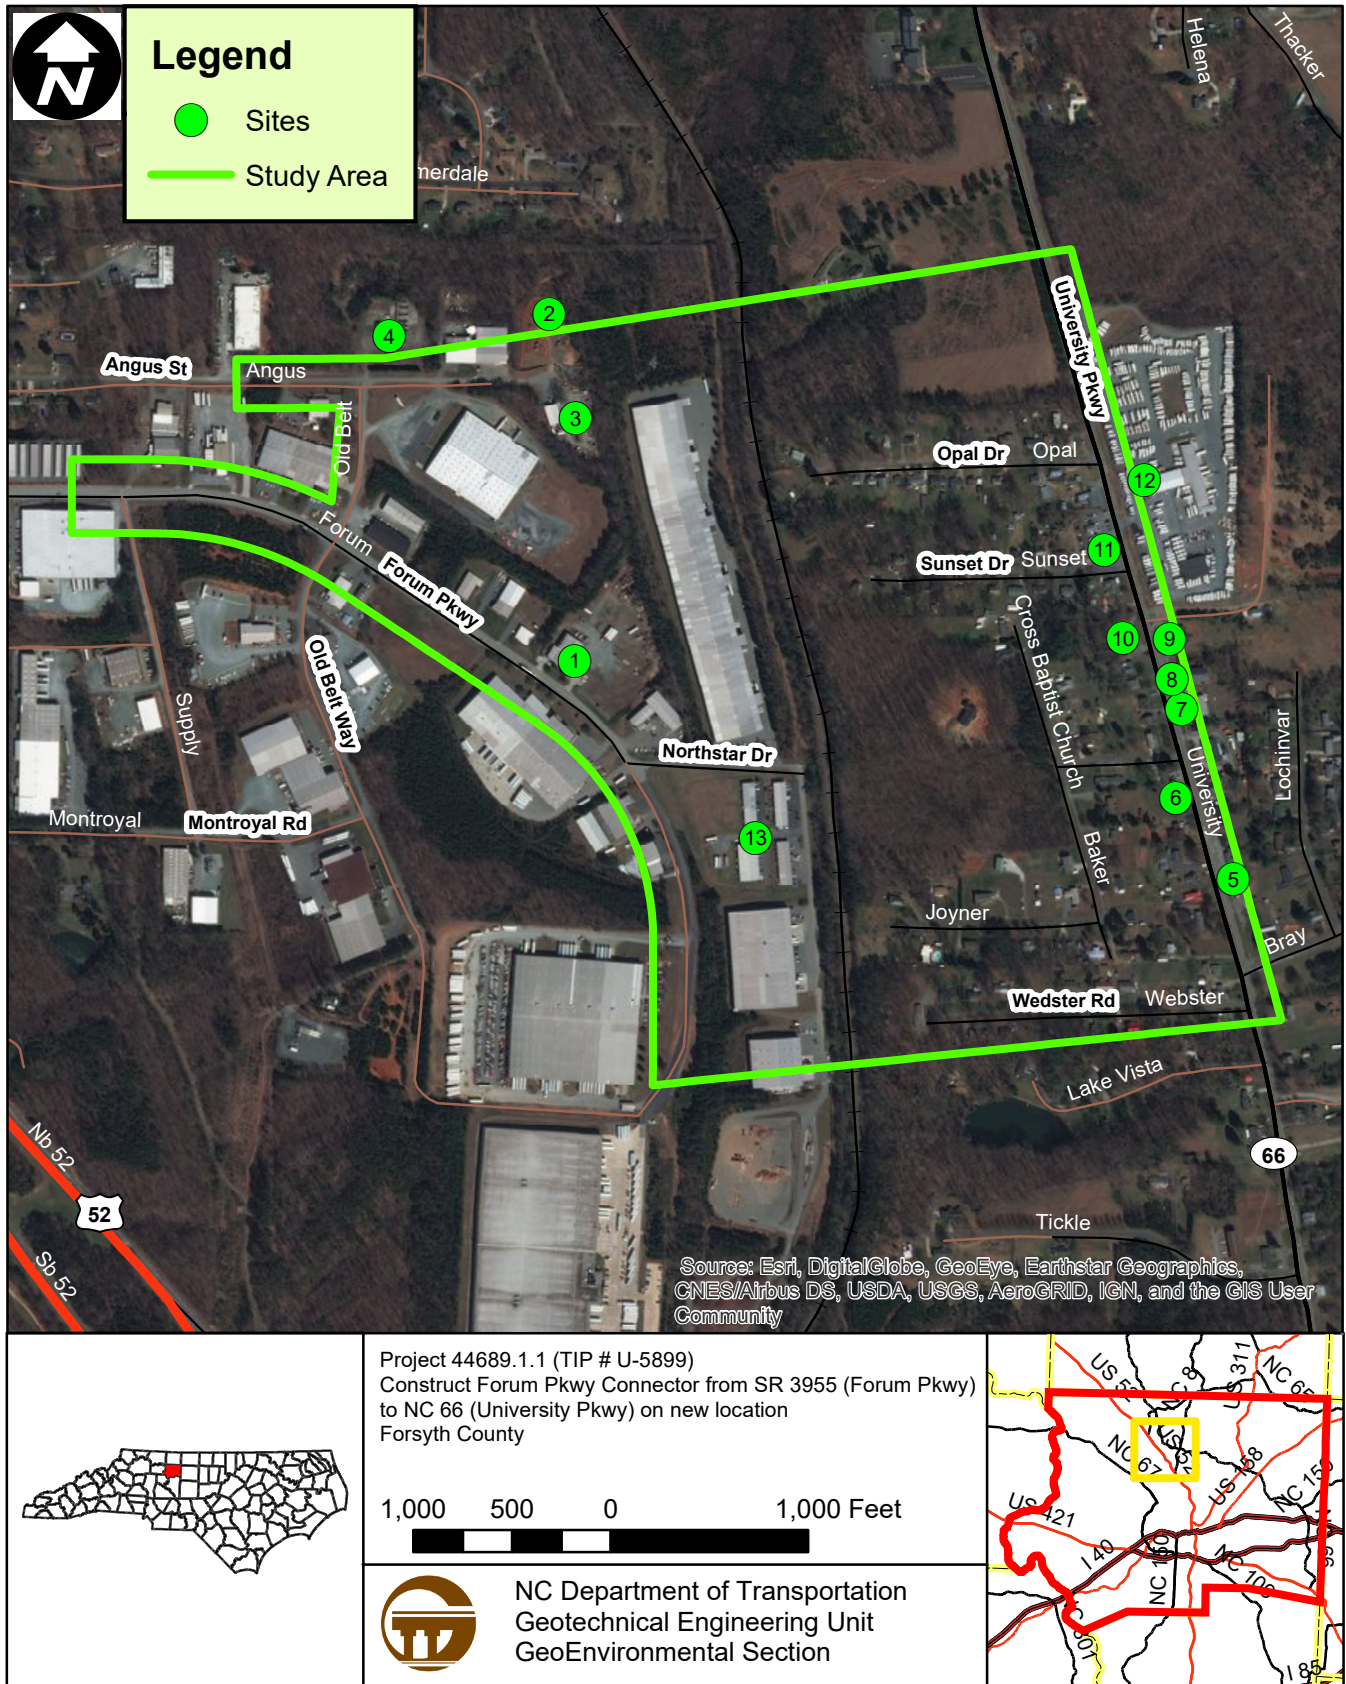 N
Legend
Sites
Study Area
merdale
Helena
Thacker
University Pkwy
2
4
Angus St
Angus
3
Old Belt
Opal Dr
Opal
12
Forum
Forum Pkwy
11
Sunset Dr
Sunset
Cross Baptist Church
10
9
8
7
1
Old Belt Way
Supply
Northstar Dr
University
Lochinvar
6
Montroyal
Montroyal Rd
13
Baker
5
Joyner
Bray
Wedster Rd
Webster
Lake Vista
66
Nb 52
52
Sb 52
Tickle
Source: Esri, DigitalGlobe, GeoEye, Earthstar Geographics,
CNES/Airbus DS, USDA, USGS, AeroGRID, IGN, and the GIS User
Community
Project 44689.1.1 (TIP # U-5899)
Construct Forum Pkwy Connector from SR 3955 (Forum Pkwy)
to NC 66 (University Pkwy) on new location
Forsyth County
1,000 500 0 1,000 Feet
NC Department of Transportation
Geotechnical Engineering Unit
GeoEnvironmental Section
NC 8
US 311
NC 65
NC 67
US 158
US 421
I 40
NC 150
NC 109
I 85